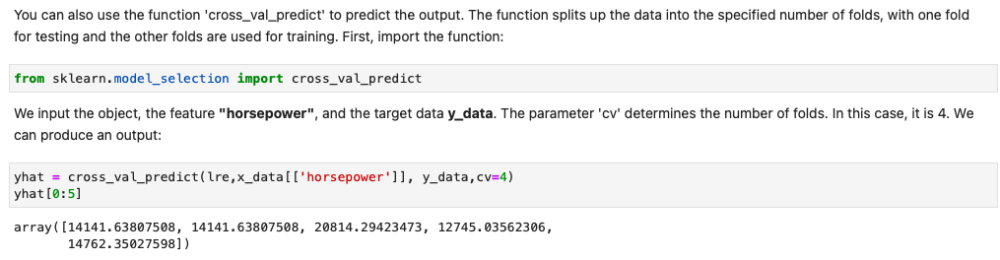 You can also use the function 'cross_val_predict' to predict the output. The function splits up the data into the specified number of folds, with one fold
for testing and the other folds are used for training. First, import the function:
from sklearn.model_selection import cross_val_predict
We input the object, the feature "horsepower", and the target data y_data. The parameter 'cv' determines the number of folds. In this case, it is 4. We
can produce an output:
yhat = cross_val_predict(lre,x_data[['horsepower']], y_data,cv=4)
yhat[0:5]
array([14141.63807508, 14141.63807508, 20814.29423473, 12745.03562306,
14762.35027598])